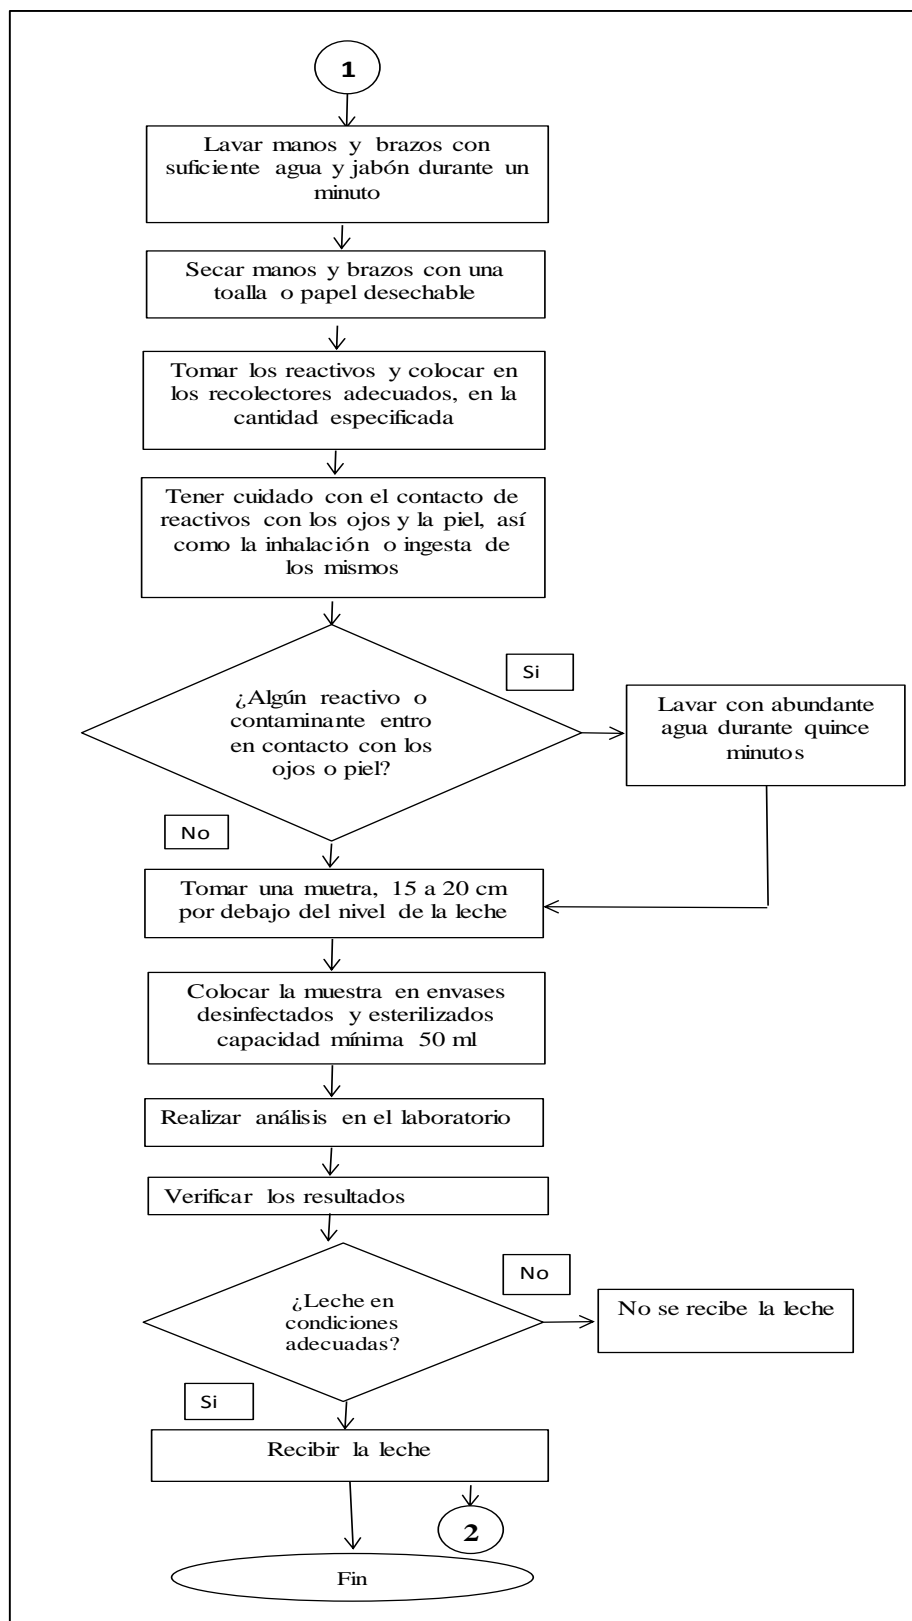 1
Lavar manos y brazos con
suficiente agua y jabón durante un
minuto
Secar manos y brazos con una
toalla o papel desechable
Tomar los reactivos y colocar en
los recolectores adecuados, en la
cantidad especificada
Tener cuidado con el contacto de
reactivos con los ojos y la piel, así
como la inhalación o ingesta de
los mismos
¿Algún reactivo o
contaminante entro
en contacto con los
ojos o piel?
Si
Lavar con abundante
agua durante quince
minutos
No
Tomar una muetra, 15 a 20 cm
por debajo del nivel de la leche
Colocar la muestra en envases
desinfectados y esterilizados
capacidad mínima 50 ml
Realizar análisis en el laboratorio
Verificar los resultados
¿Leche en
condiciones
adecuadas?
No
No se recibe la leche
Si
Recibir la leche
2
Fin